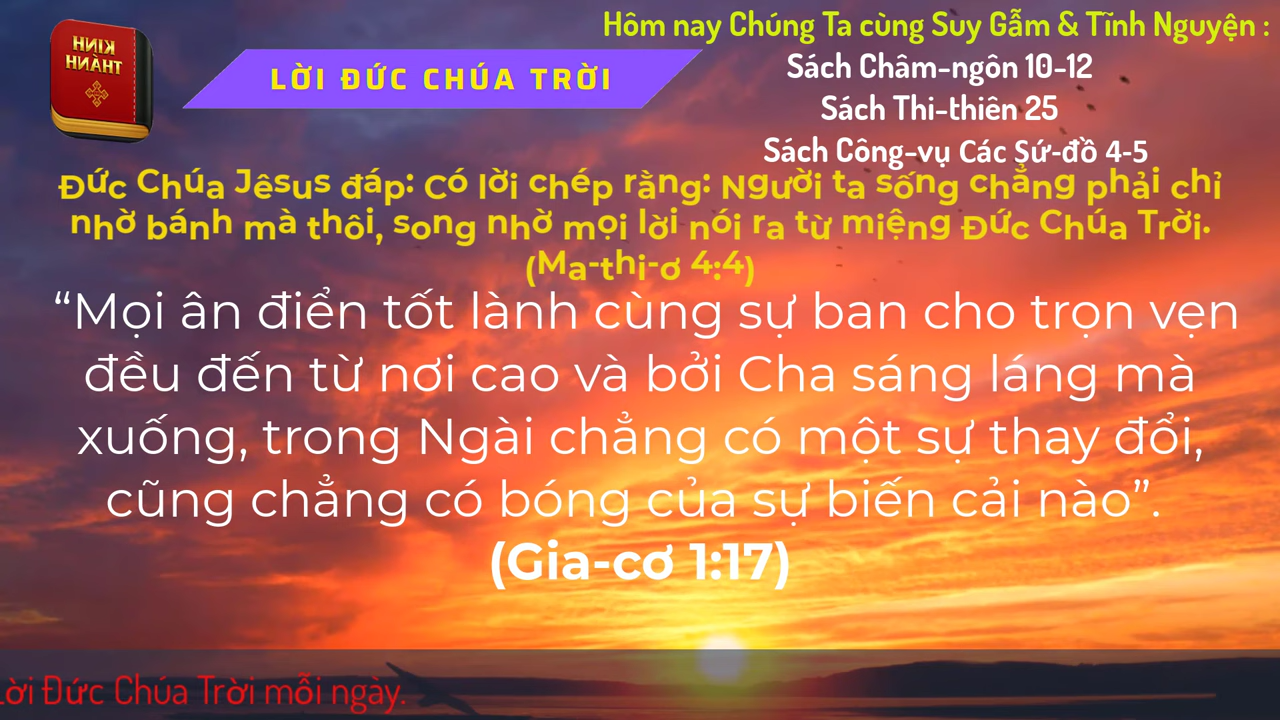 KINH
THÁNH
LỜI ĐỨC CHÚA TRỜI
Hôm nay Chúng Ta cùng Suy Gẫm & Tĩnh Nguyện :
Sách Châm-ngôn 10-12
Sách Thi-thiên 25
Sách Công-vụ Các Sứ-đồ 4-5
Đức Chúa Jêsus đáp: Có lời chép rằng: Người ta sống chẳng phải chỉ
nhờ bánh mà thôi, song nhờ mọi lời nói ra từ miệng Đức Chúa Trời.
(Ma-thi-ơ 4:4)
“Mọi ân điển tốt lành cùng sự ban cho trọn vẹn
đều đến từ nơi cao và bởi Cha sáng láng mà
xuống, trong Ngài chẳng có một sự thay đổi,
cũng chẳng có bóng của sự biến cải nào”.
(Gia-cơ 1:17)
Lời Đức Chúa Trời mỗi ngày.